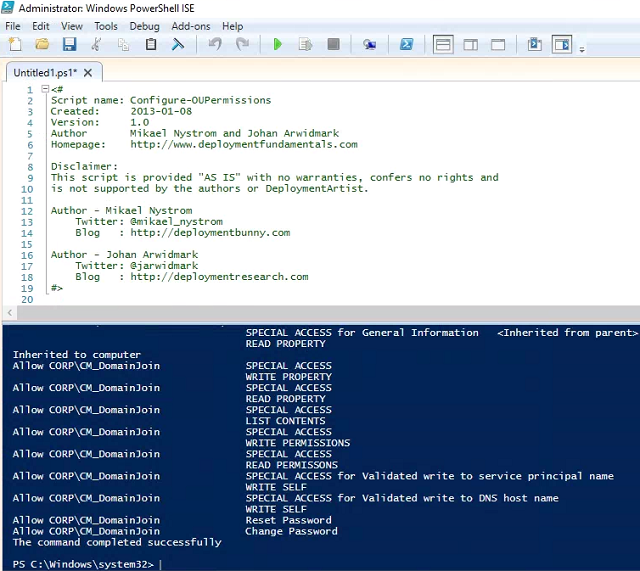 Administrator: Windows PowerShell ISE
File Edit View Tools Debug Add-ons Help
Untitled1.ps1* X
1 <#
2 Script name: Configure-OUPermissions
3 Created: 2013-01-08
4 Version: 1.0
5 Author Mikael Nystrom and Johan Arwidmark
6 Homepage: http://www.deploymentfundamentals.com
7
8 Disclaimer:
9 This script is provided "AS IS" with no warranties, confers no rights and
10 is not supported by the authors or DeploymentArtist.
11
12 Author - Mikael Nystrom
13 Twitter: @mikael_nystrom
14 Blog : http://deploymentbunny.com
15
16 Author - Johan Arwidmark
17 Twitter: @jarwidmark
18 Blog : http://deploymentresearch.com
19 #>
20
SPECIAL ACCESS for General Information <Inherited from parent>
READ PROPERTY
Inherited to computer
Allow CORP\CM_DomainJoin SPECIAL ACCESS
WRITE PROPERTY
Allow CORP\CM_DomainJoin SPECIAL ACCESS
READ PROPERTY
Allow CORP\CM_DomainJoin SPECIAL ACCESS
LIST CONTENTS
Allow CORP\CM_DomainJoin SPECIAL ACCESS
WRITE PERMISSIONS
Allow CORP\CM_DomainJoin SPECIAL ACCESS
READ PERMISSONS
Allow CORP\CM_DomainJoin SPECIAL ACCESS for Validated write to service principal name
WRITE SELF
Allow CORP\CM_DomainJoin SPECIAL ACCESS for Validated write to DNS host name
WRITE SELF
Allow CORP\CM_DomainJoin Reset Password
Allow CORP\CM_DomainJoin Change Password
The command completed successfully
PS C:\Windows\system32>